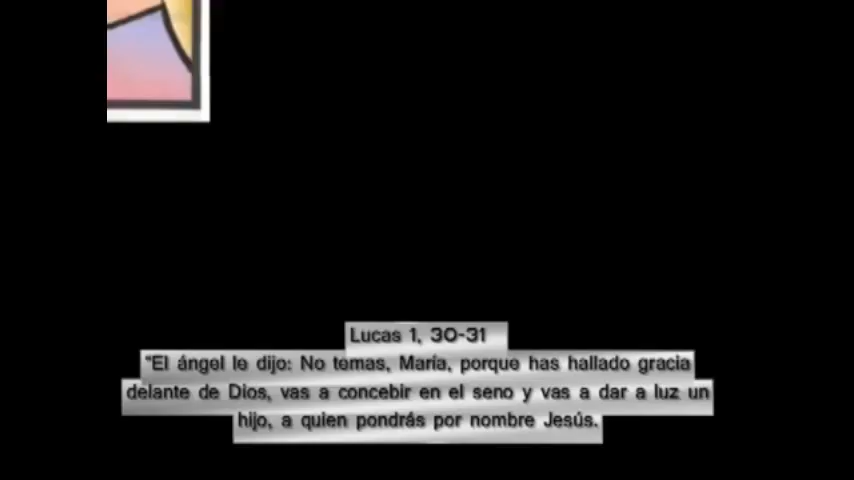 Lucas 1, 30-31
"El ángel le dijo: No temas, María, porque has hallado gracia
delante de Dios, vas a concebir en el seno y vas a dar a luz un
hijo, a quien pondrás por nombre Jesús.